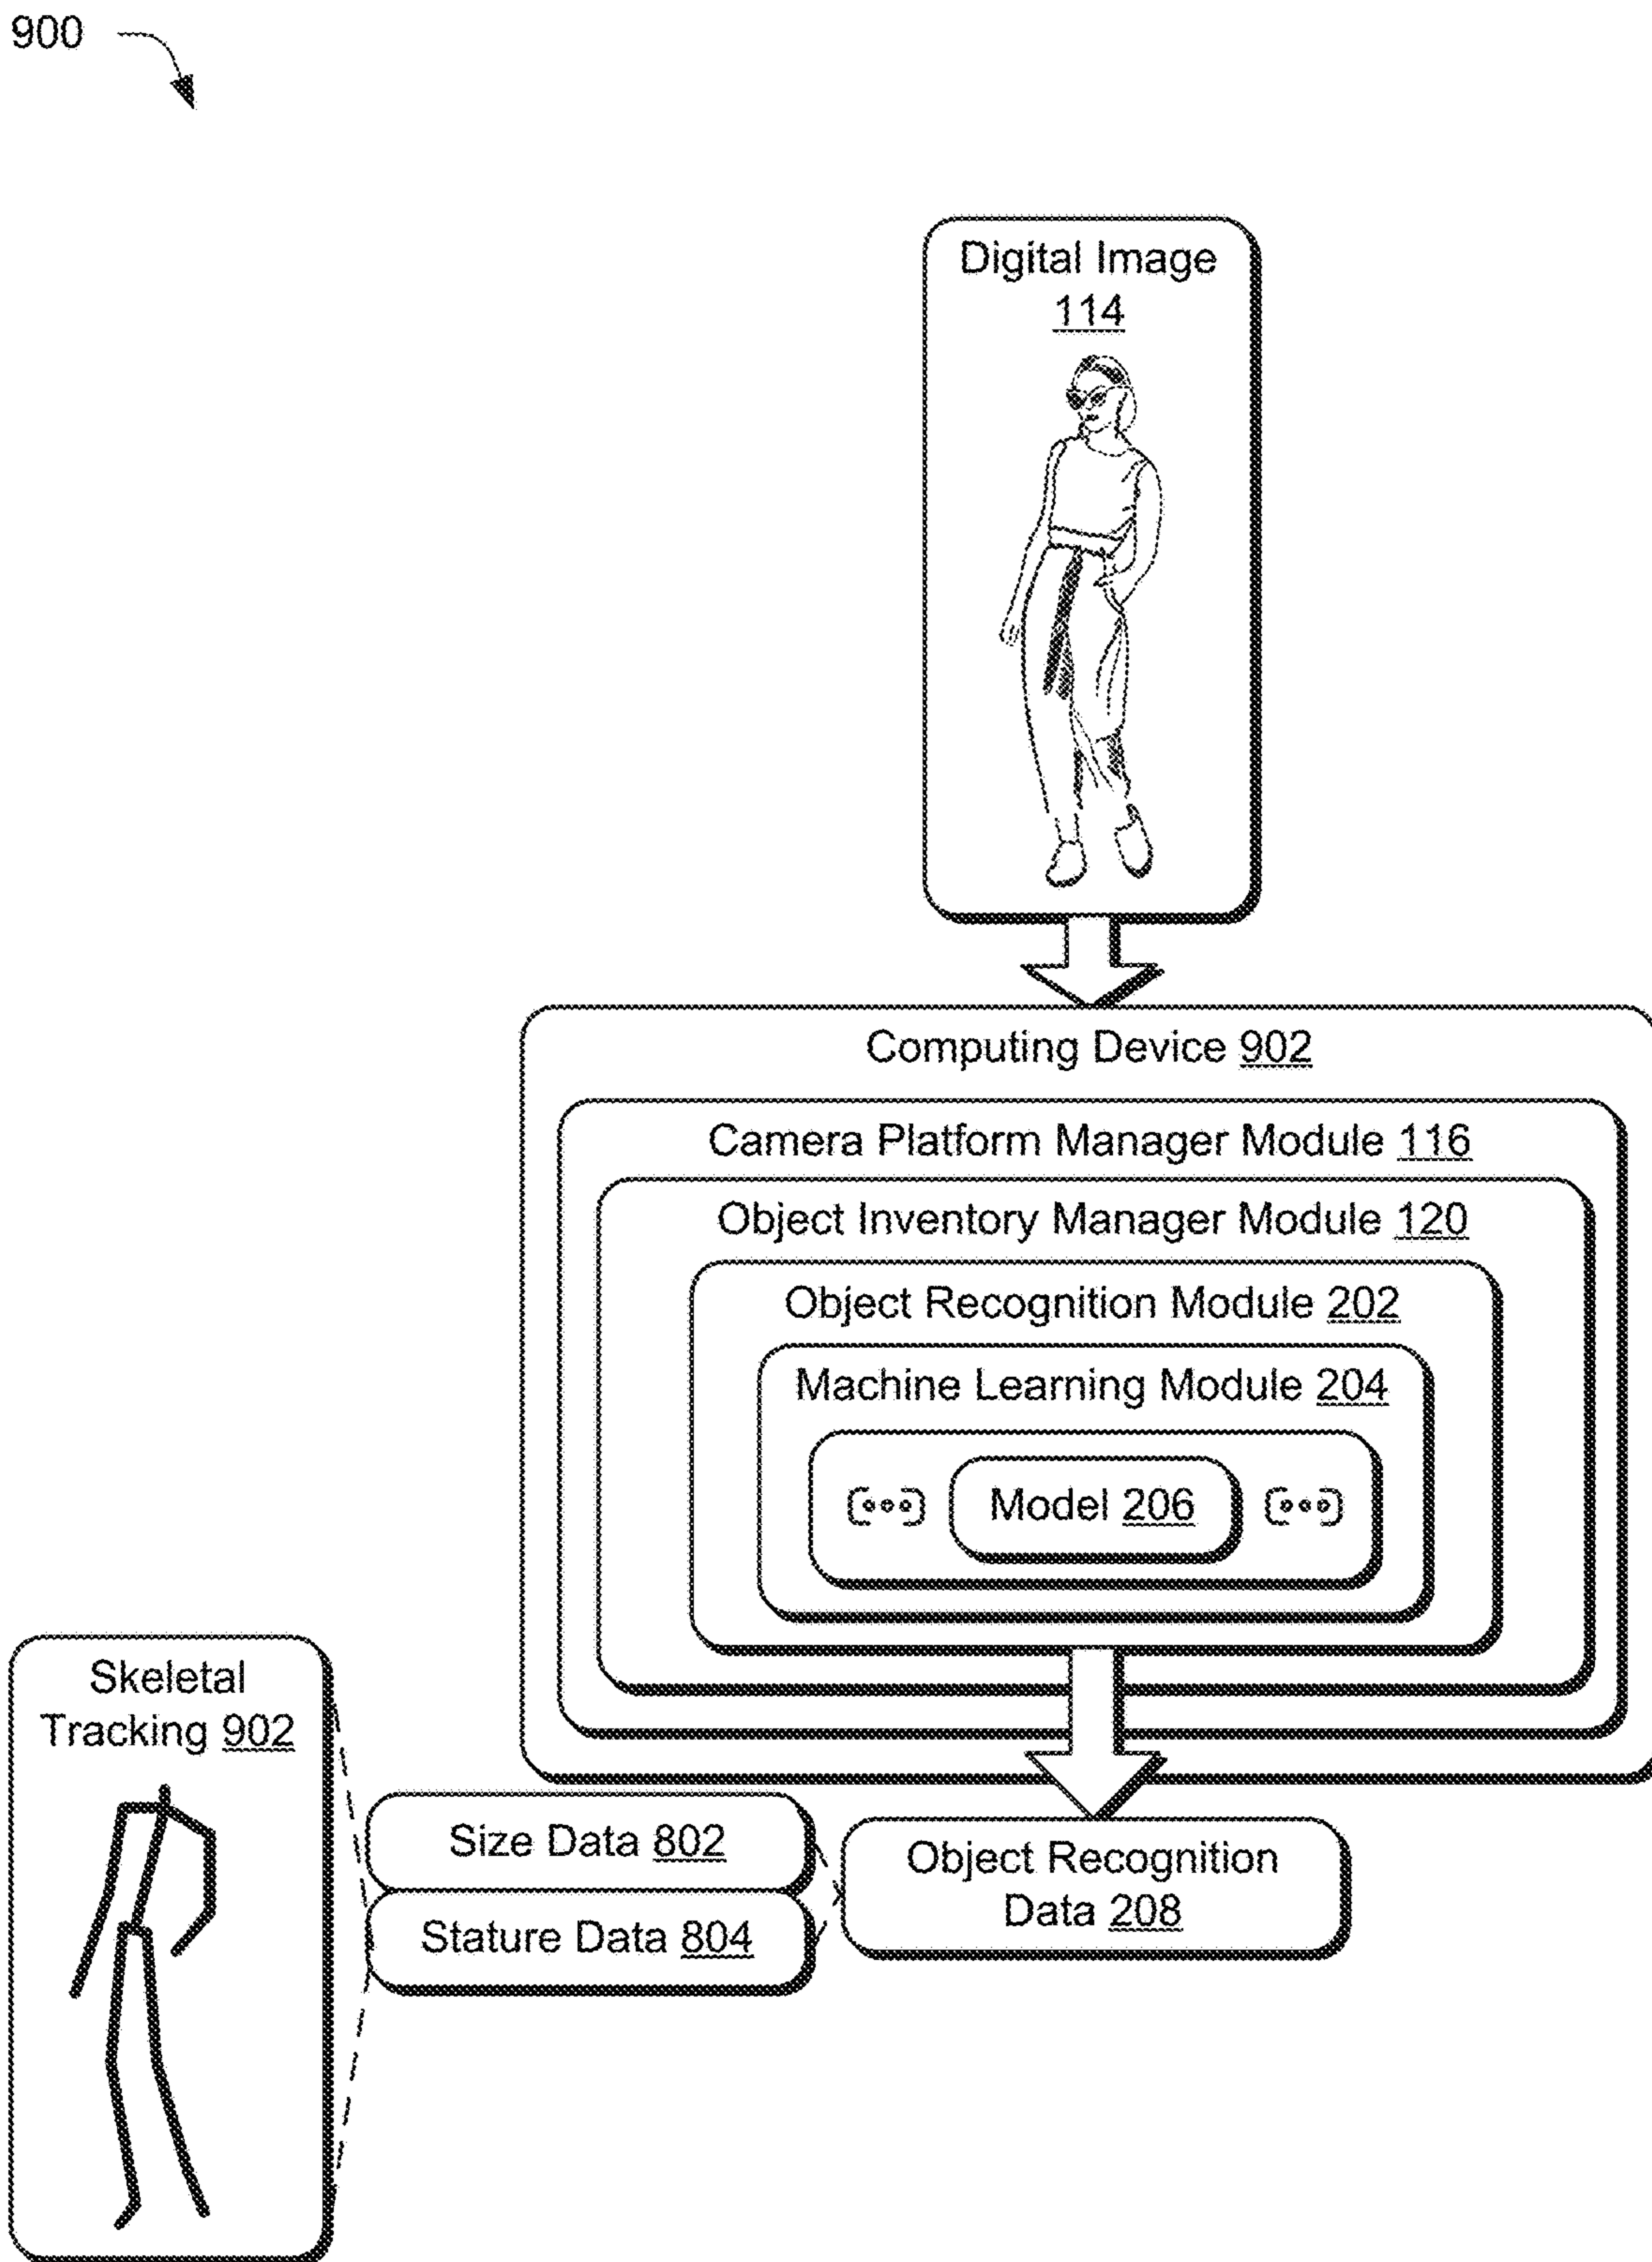 900
Digital Image
114
Computing Device 902
Camera Platform Manager Module 116
Object Inventory Manager Module 120
Object Recognition Module 202
Machine Learning Module 204
Model 206
Skeletal
Tracking 902
Size Data 802
Stature Data 804
Object Recognition
Data 208